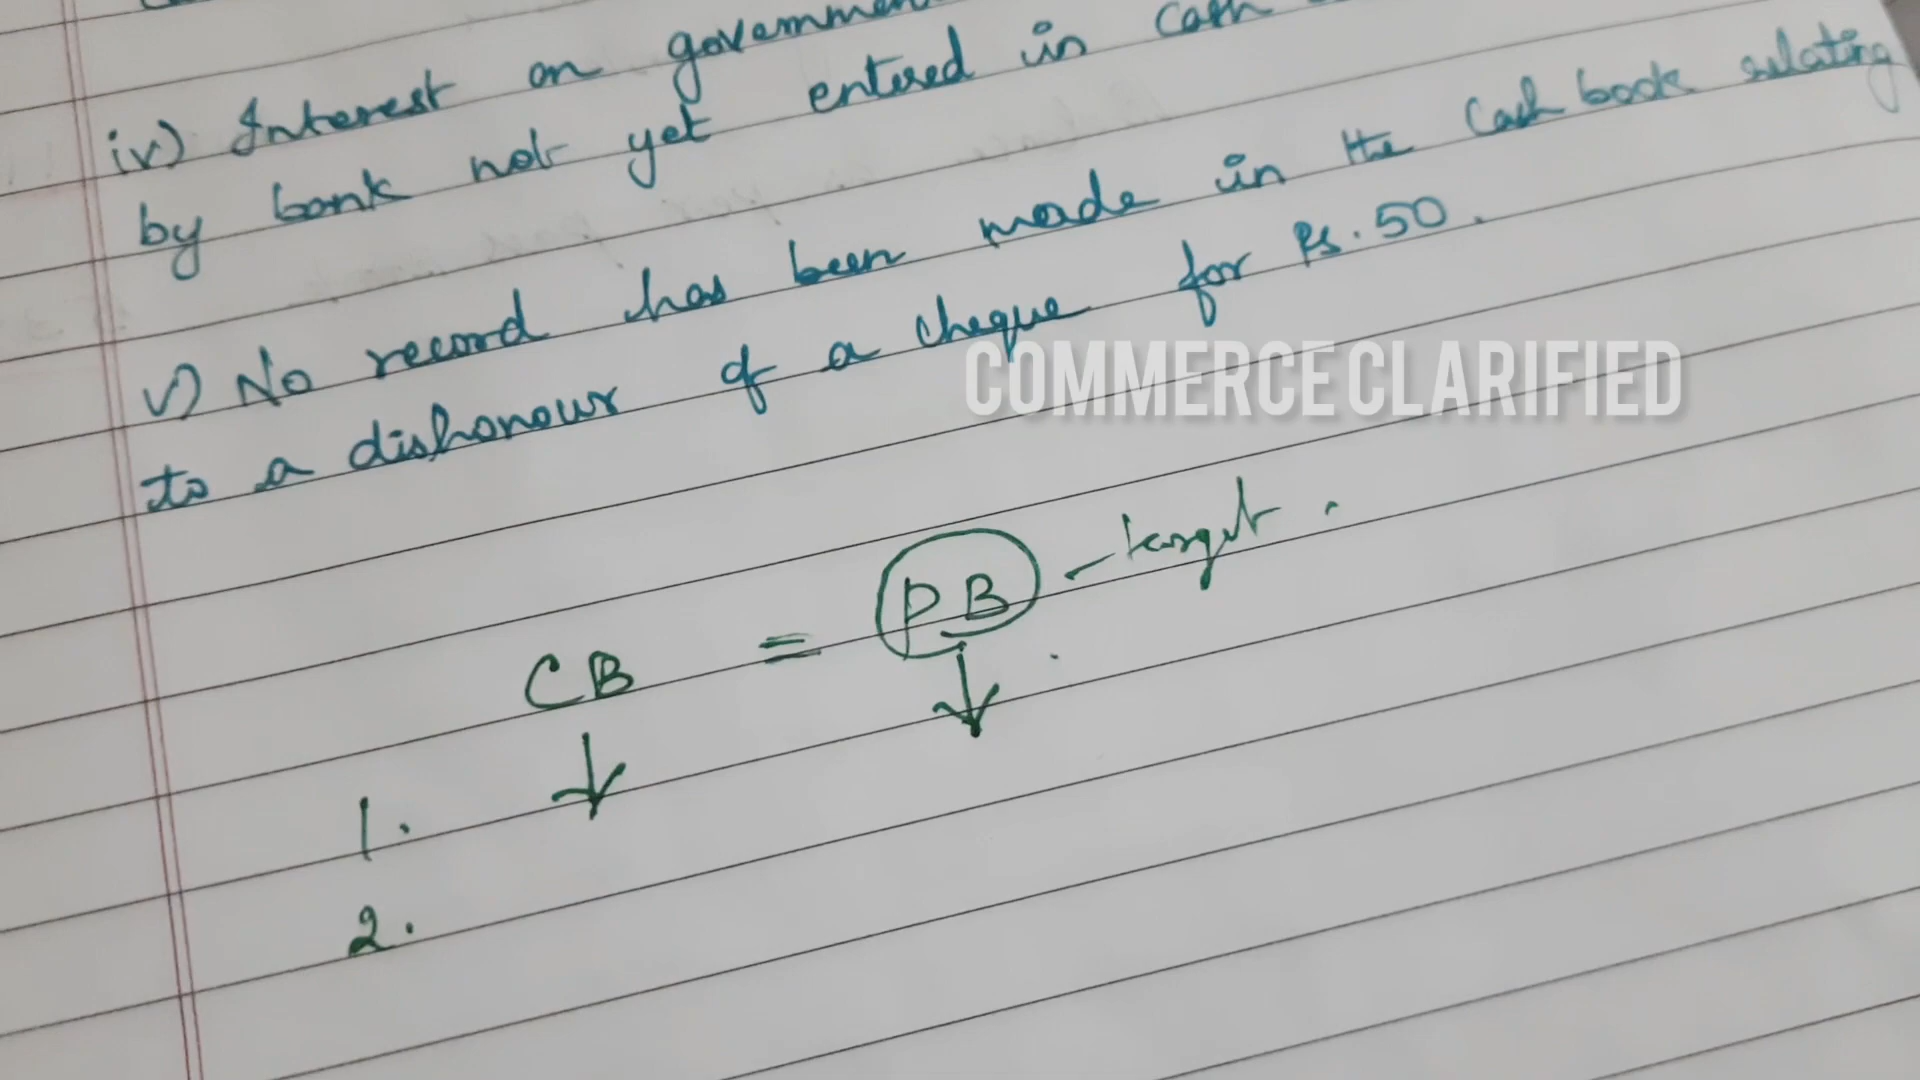 iv) Interest on government
by bank not yet entered in cash
v) No record has been made in the Cash book relating
to a dishonour of a cheque for Rs. 50.
COMMERCE CLARIFIED
CB = PB - target.
1.
2.